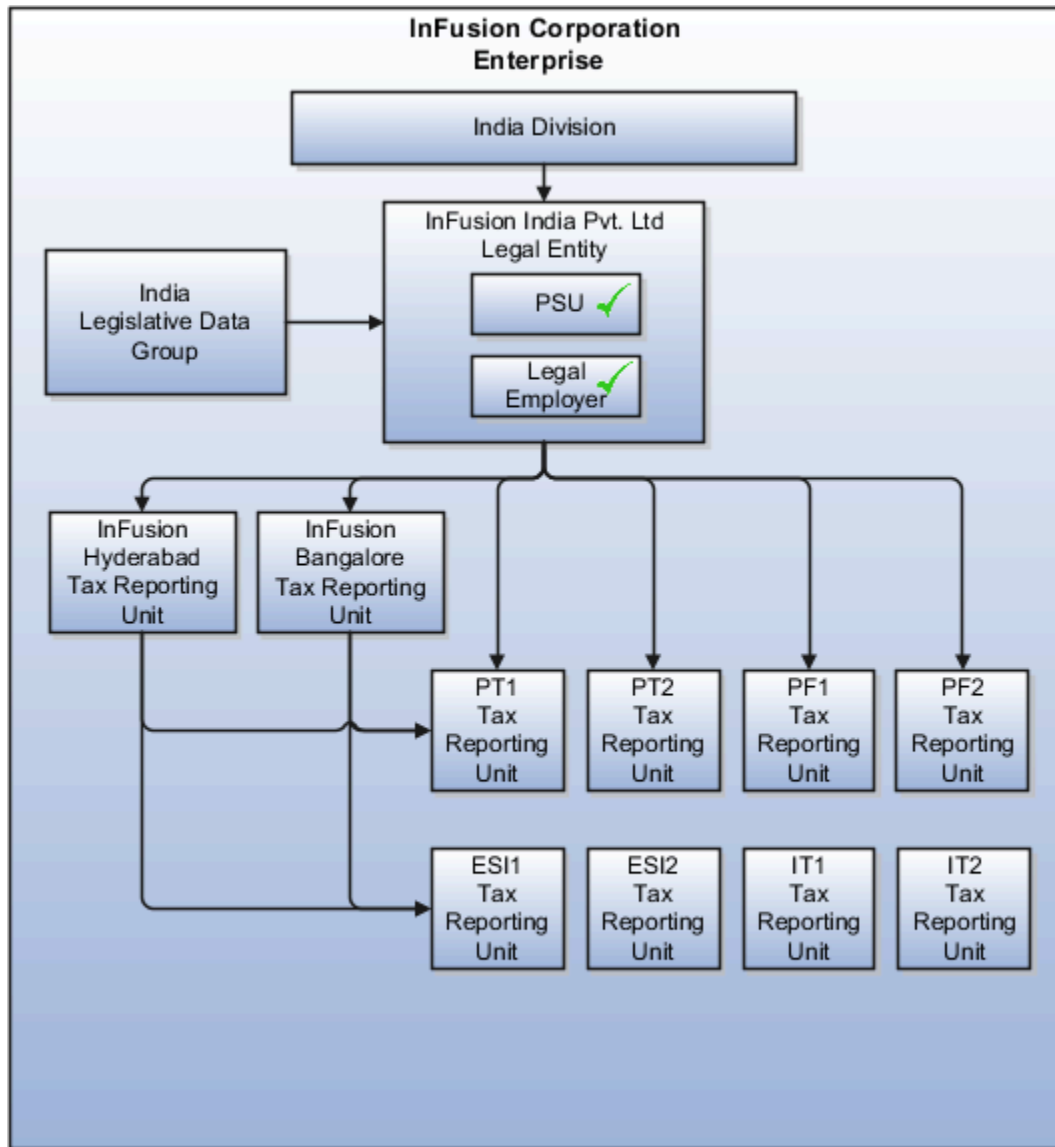 InFusion Corporation
Enterprise
India Division
InFusion India Pvt. Ltd
Legal Entity
PSU
Legal
Employer
India
Legislative Data
Group
InFusion
Hyderabad
Tax Reporting
Unit
InFusion
Bangalore
Tax Reporting
Unit
PT1
Tax
Reporting
Unit
PT2
Tax
Reporting
Unit
PF1
Tax
Reporting
Unit
PF2
Tax
Reporting
Unit
ESI1
Tax
Reporting
Unit
ESI2
Tax
Reporting
Unit
IT1
Tax
Reporting
Unit
IT2
Tax
Reporting
Unit